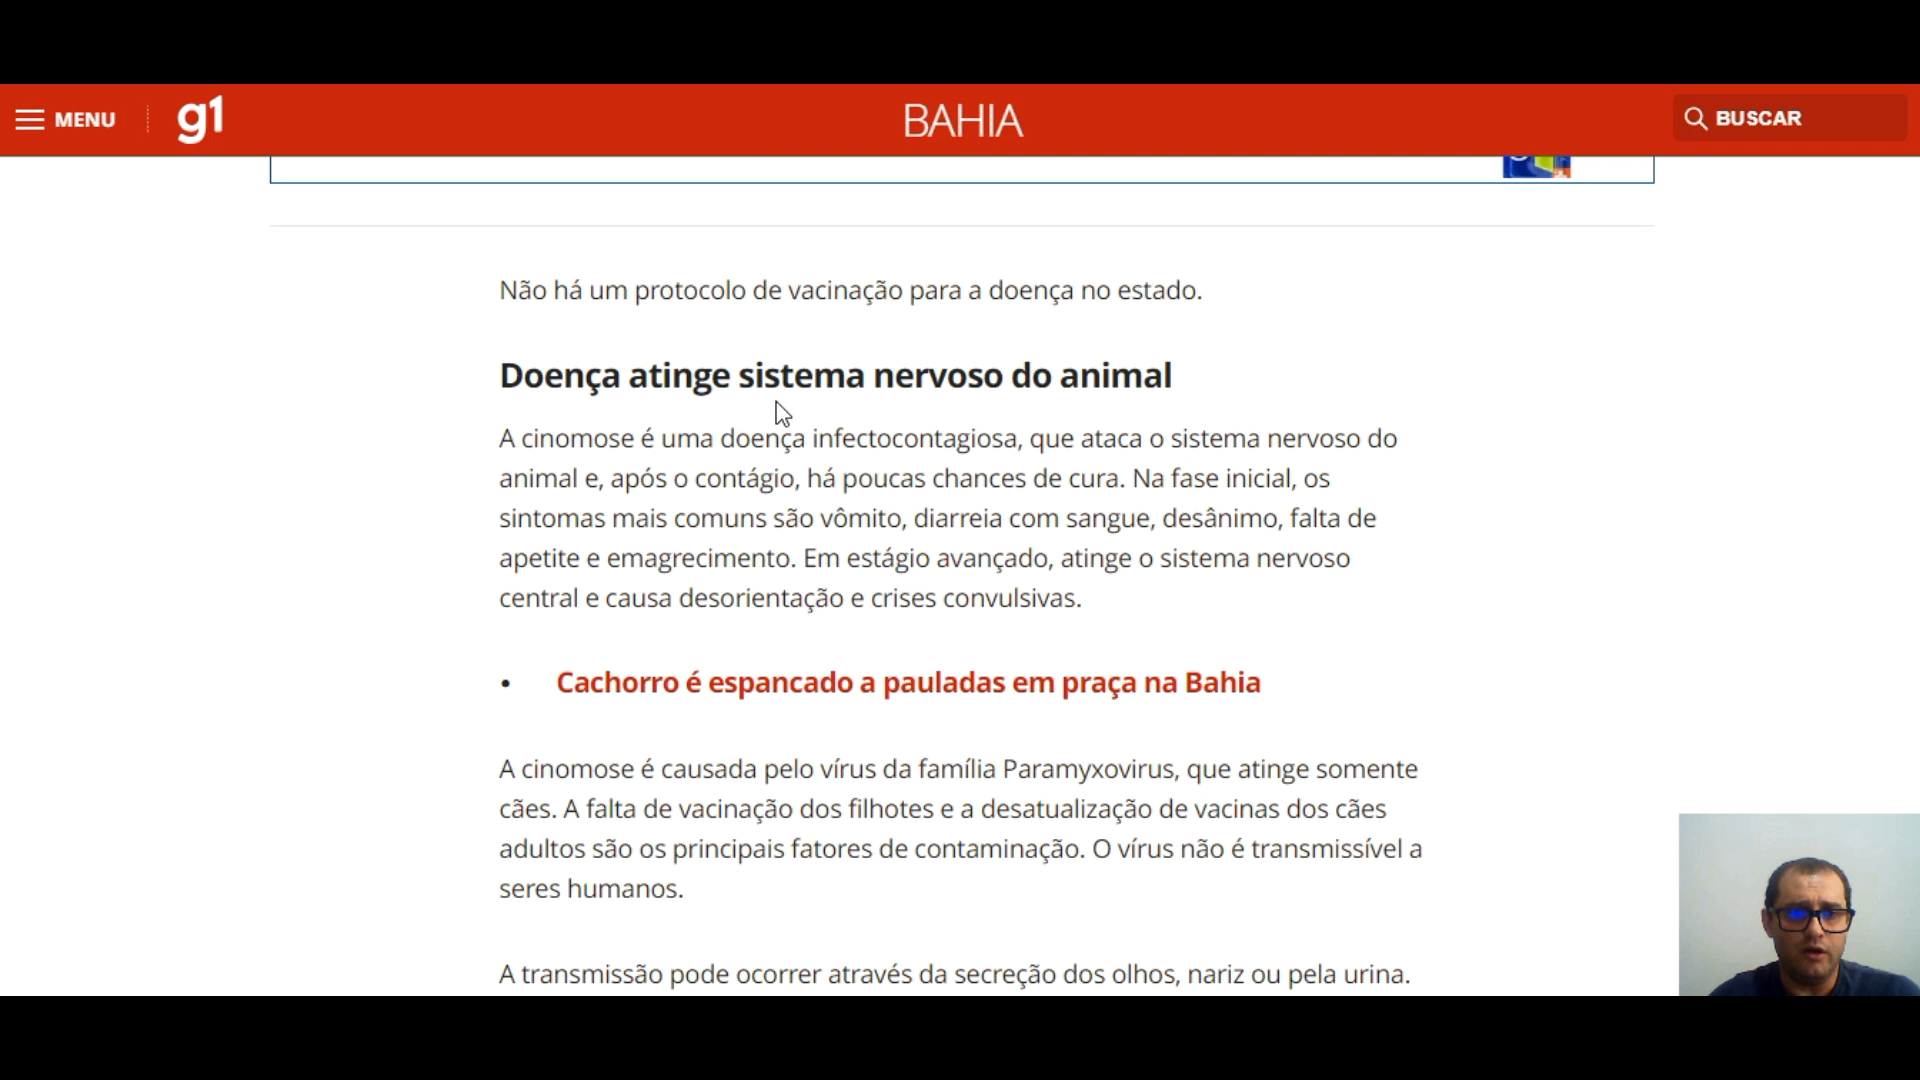 MENU
g1
BAHIA
BUSCAR
Não há um protocolo de vacinação para a doença no estado.
Doença atinge sistema nervoso do animal
A cinomose é uma doença infectocontagiosa, que ataca o sistema nervoso do
animal e, após o contágio, há poucas chances de cura. Na fase inicial, os
sintomas mais comuns são vômito, diarreia com sangue, desânimo, falta de
apetite e emagrecimento. Em estágio avançado, atinge o sistema nervoso
central e causa desorientação e crises convulsivas.
• Cachorro é espancado a pauladas em praça na Bahia
A cinomose é causada pelo vírus da família Paramyxovirus, que atinge somente
cães. A falta de vacinação dos filhotes e a desatualização de vacinas dos cães
adultos são os principais fatores de contaminação. O vírus não é transmissível a
seres humanos.
A transmissão pode ocorrer através da secreção dos olhos, nariz ou pela urina.